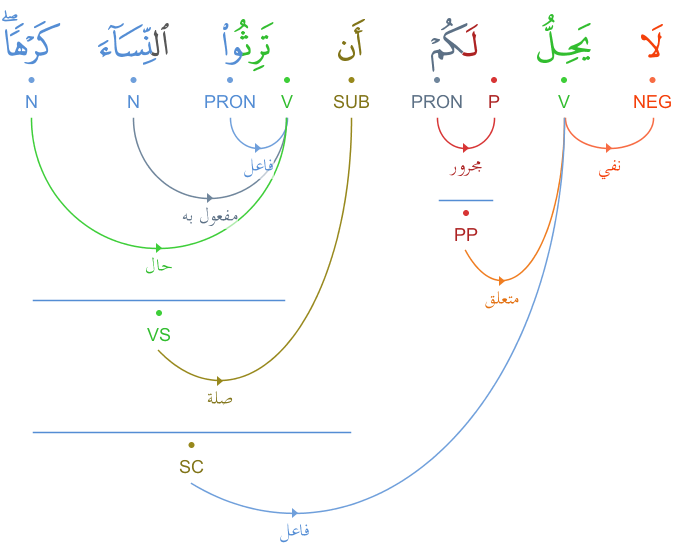 لَا يَحِلُّ لَكُمْ أَن تَرِثُوا۟ ٱلنِّسَآءَ كَرْهًا ۖ
NEG V P PRON SUB V PRON N N
فاعل مجرور نفي
مفعول به
PP
حال
متعلق
VS
صلة
SC
فاعل